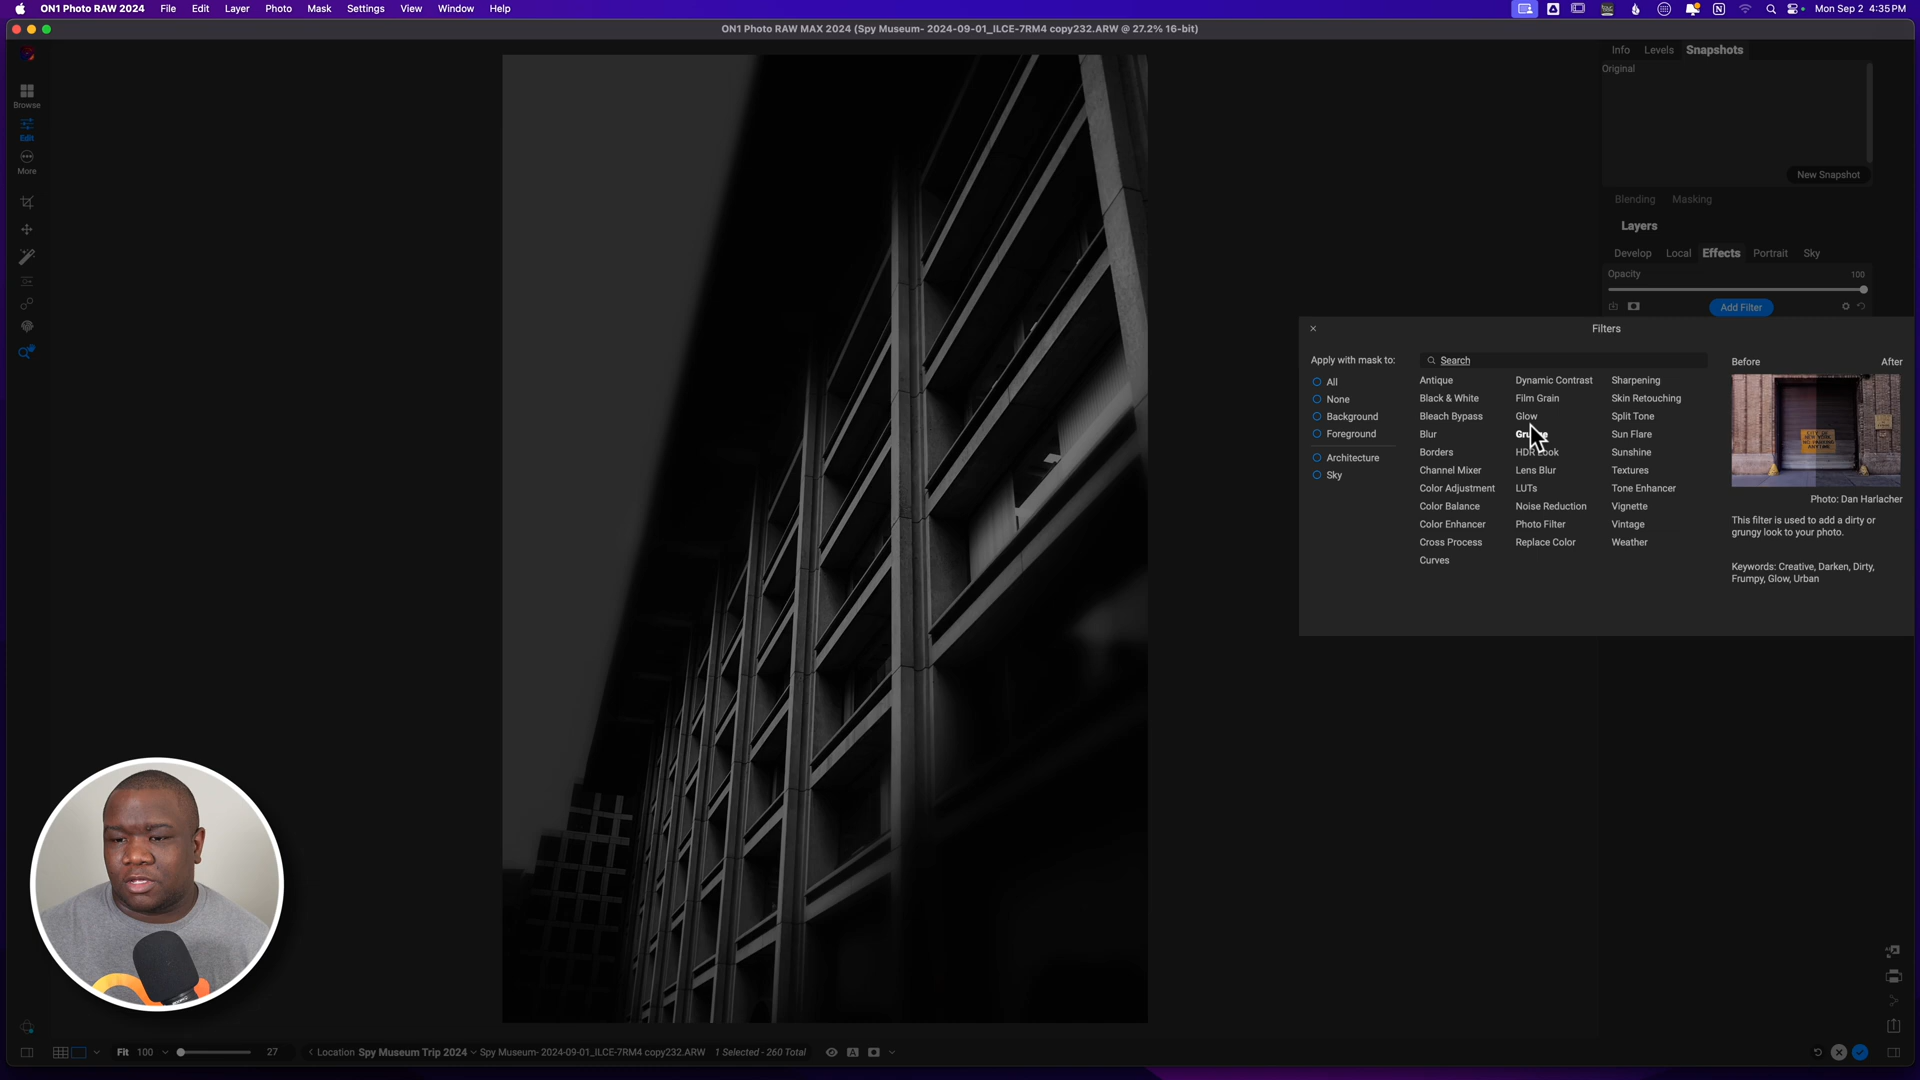 ON1 Photo RAW 2024 File Edit Layer Photo Mask Settings View Window Help Mon Sep 2 4:35 PM
ON1 Photo RAW MAX 2024 (Spy Museum- 2024-09-01_ILCE-7RM4 copy232.ARW @ 27.2% 16-bit)
Browse
Edit
More
Info Levels Snapshots
Original
New Snapshot
Blending Masking
Layers
Develop Local Effects Portrait Sky
Opacity 100
Add Filter
Filters
Apply with mask to:
All
None
Background
Foreground
Architecture
Sky
Search
Antique
Black & White
Bleach Bypass
Blur
Borders
Channel Mixer
Color Adjustment
Color Balance
Color Enhancer
Cross Process
Curves
Dynamic Contrast
Film Grain
Glow
Grunge
HDR Look
Lens Blur
LUTs
Noise Reduction
Photo Filter
Replace Color
Sharpening
Skin Retouching
Split Tone
Sun Flare
Sunshine
Textures
Tone Enhancer
Vignette
Vintage
Weather
Before After
Photo: Dan Harlacher
This filter is used to add a dirty or
grungy look to your photo.
Keywords: Creative, Darken, Dirty,
Frumpy, Glow, Urban
Fit 100 27 Location Spy Museum Trip 2024 Spy Museum- 2024-09-01_ILCE-7RM4 copy232.ARW 1 Selected - 260 Total